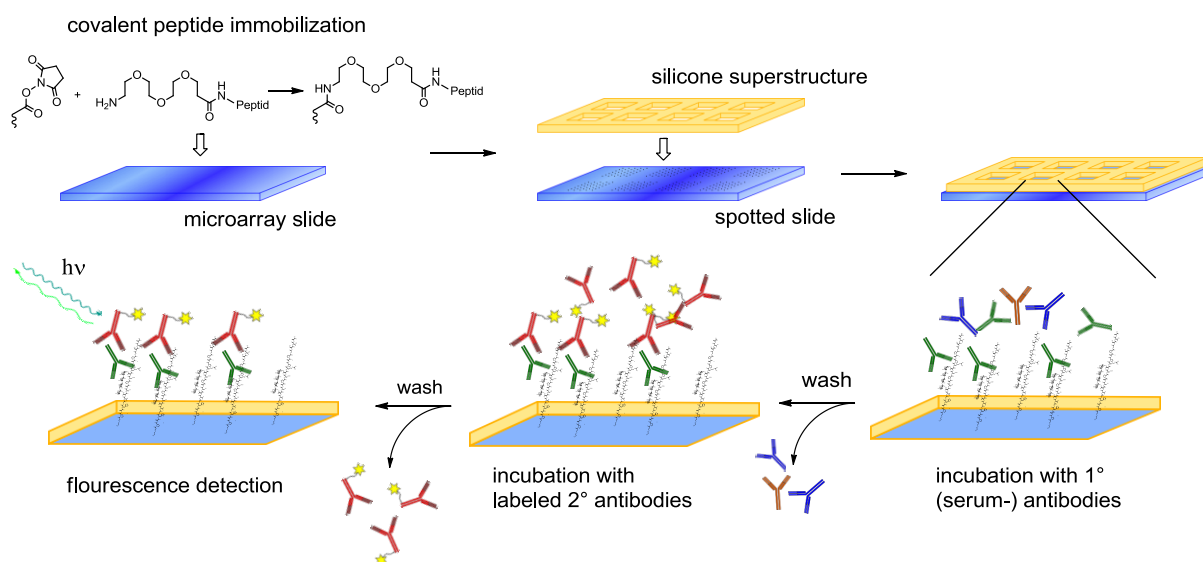 covalent peptide immobilization
O
N
O
O
O
+
H2N
O
O
O
O
H
N
Peptid
HN
O
O
O
O
O
H
N
Peptid
silicone superstructure
microarray slide
spotted slide
hν
wash
wash
flourescence detection
incubation with
labeled 2° antibodies
incubation with 1°
(serum-) antibodies